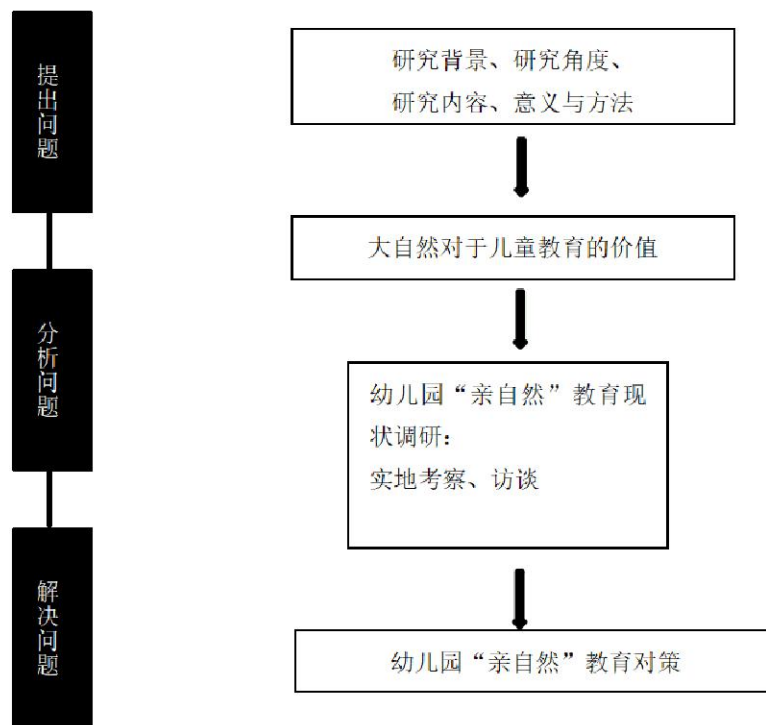 提出问题
研究背景、研究角度、
研究内容、意义与方法
大自然对于儿童教育的价值
分析问题
幼儿园“亲自然”教育现
状调研：
实地考察、访谈
解决问题
幼儿园“亲自然”教育对策